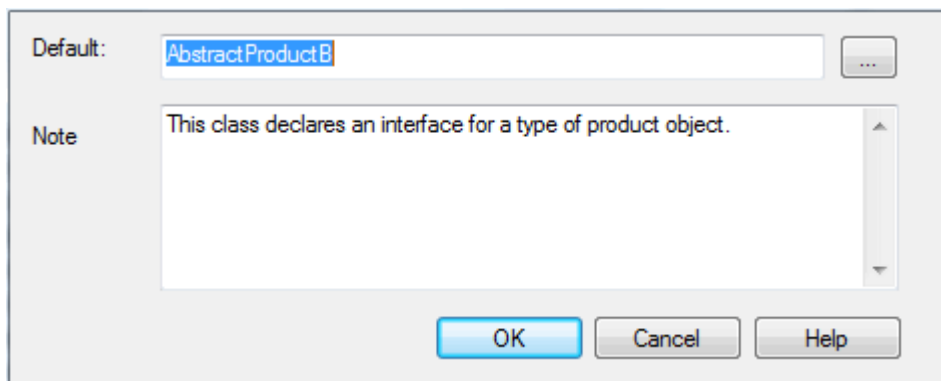 Default:
AbstractProductB
...
Note
This class declares an interface for a type of product object.
OK
Cancel
Help